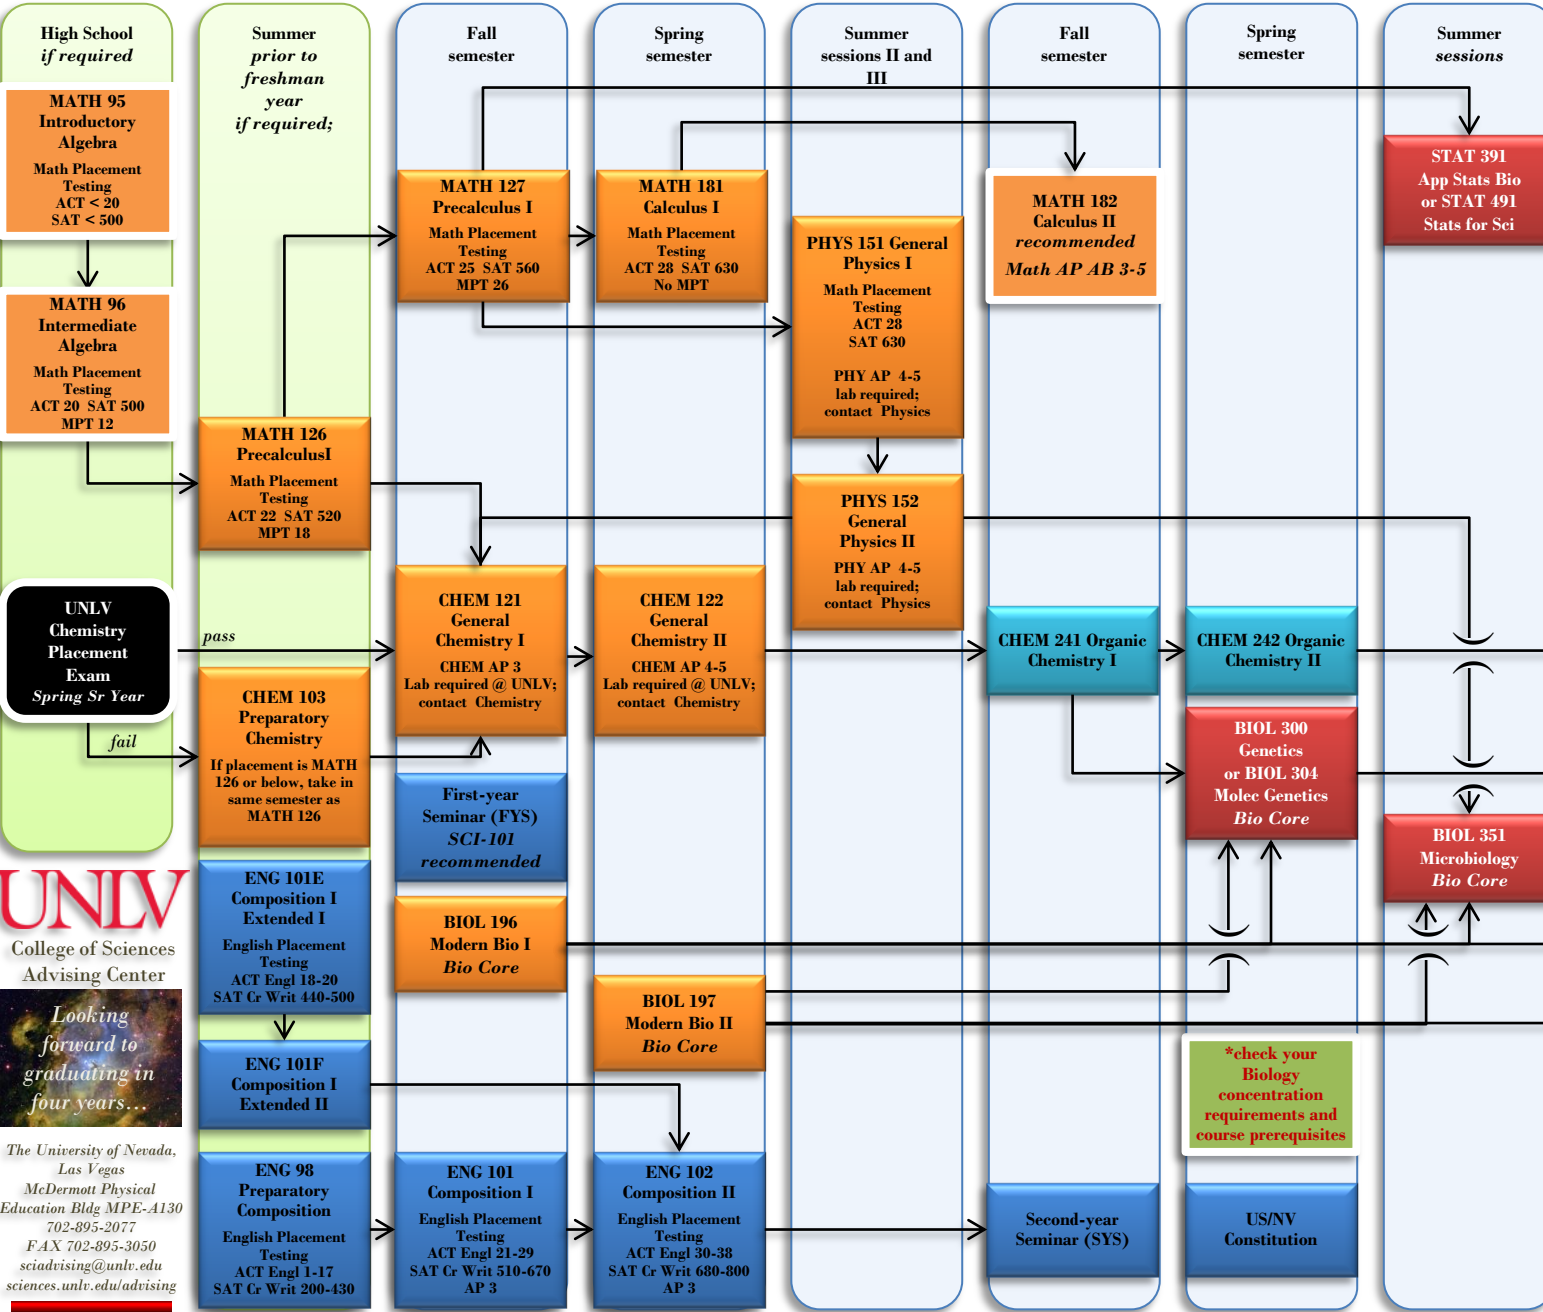 High School
if required
MATH 95
Introductory
Algebra
Math Placement
Testing
ACT < 20
SAT < 500
MATH 96
Intermediate
Algebra
Math Placement
Testing
ACT 20 SAT 500
MPT 12
UNLV
Chemistry
Placement
Exam
Spring Sr Year
pass
fail
UNLV
College of Sciences
Advising Center
Looking
forward to
graduating in
four years...
The University of Nevada,
Las Vegas
McDermott Physical
Education Bldg MPE-A130
702-895-2077
FAX 702-895-3050
sciadvising@unlv.edu
sciences.unlv.edu/advising
Summer
prior to
freshman
year
if required;
MATH 126
PrecalculusI
Math Placement
Testing
ACT 22 SAT 520
MPT 18
CHEM 103
Preparatory
Chemistry
If placement is MATH
126 or below, take in
same semester as
MATH 126
ENG 101E
Composition I
Extended I
English Placement
Testing
ACT Engl 18-20
SAT Cr Writ 440-500
ENG 101F
Composition I
Extended II
ENG 98
Preparatory
Composition
English Placement
Testing
ACT Engl 1-17
SAT Cr Writ 200-430
Fall
semester
MATH 127
Precalculus I
Math Placement
Testing
ACT 25 SAT 560
MPT 26
CHEM 121
General
Chemistry I
CHEM AP 3
Lab required @ UNLV;
contact Chemistry
First-year
Seminar (FYS)
SCI-101
recommended
BIOL 196
Modern Bio I
Bio Core
ENG 101
Composition I
English Placement
Testing
ACT Engl 21-29
SAT Cr Writ 510-670
AP 3
Spring
semester
MATH 181
Calculus I
Math Placement
Testing
ACT 28 SAT 630
No MPT
CHEM 122
General
Chemistry II
CHEM AP 4-5
Lab required @ UNLV;
contact Chemistry
BIOL 197
Modern Bio II
Bio Core
ENG 102
Composition II
English Placement
Testing
ACT Engl 30-38
SAT Cr Writ 680-800
AP 3
Summer
sessions II and
III
PHYS 151 General
Physics I
Math Placement
Testing
ACT 28
SAT 630
PHY AP 4-5
lab required;
contact Physics
PHYS 152
General
Physics II
PHY AP 4-5
lab required;
contact Physics
Fall
semester
MATH 182
Calculus II
recommended
Math AP AB 3-5
CHEM 241 Organic
Chemistry I
Second-year
Seminar (SYS)
Spring
semester
CHEM 242 Organic
Chemistry II
BIOL 300
Genetics
or BIOL 304
Molec Genetics
Bio Core
*check your
Biology
concentration
requirements and
course prerequisites
US/NV
Constitution
Summer
sessions
STAT 391
App Stats Bio
or STAT 491
Stats for Sci
BIOL 351
Microbiology
Bio Core